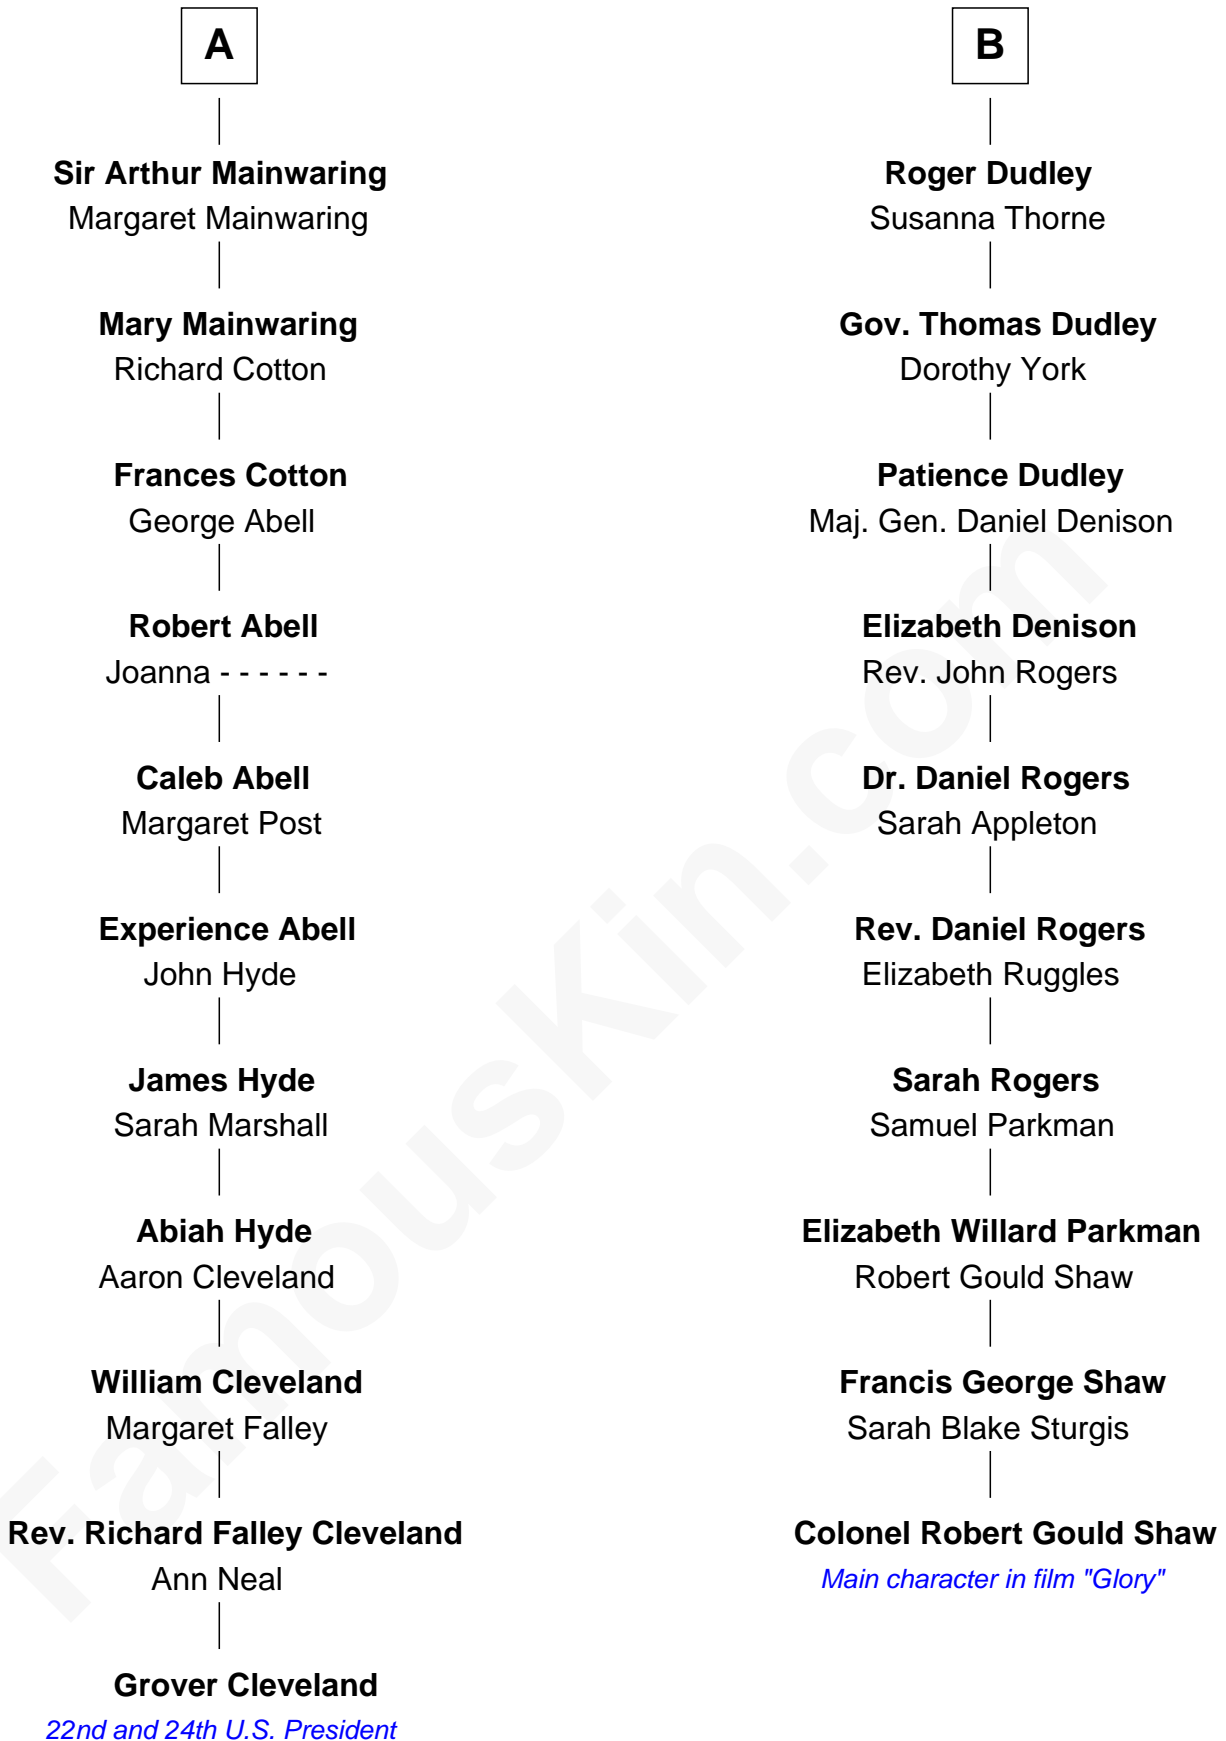 A
Sir Arthur Mainwaring
Margaret Mainwaring
Mary Mainwaring
Richard Cotton
Frances Cotton
George Abell
Robert Abell
Joanna - - - - - -
Caleb Abell
Margaret Post
Experience Abell
John Hyde
James Hyde
Sarah Marshall
Abiah Hyde
Aaron Cleveland
William Cleveland
Margaret Falley
Rev. Richard Falley Cleveland
Ann Neal
Grover Cleveland
22nd and 24th U.S. President
B
Roger Dudley
Susanna Thorne
Gov. Thomas Dudley
Dorothy York
Patience Dudley
Maj. Gen. Daniel Denison
Elizabeth Denison
Rev. John Rogers
Dr. Daniel Rogers
Sarah Appleton
Rev. Daniel Rogers
Elizabeth Ruggles
Sarah Rogers
Samuel Parkman
Elizabeth Willard Parkman
Robert Gould Shaw
Francis George Shaw
Sarah Blake Sturgis
Colonel Robert Gould Shaw
Main character in film "Glory"
FamousKin.com